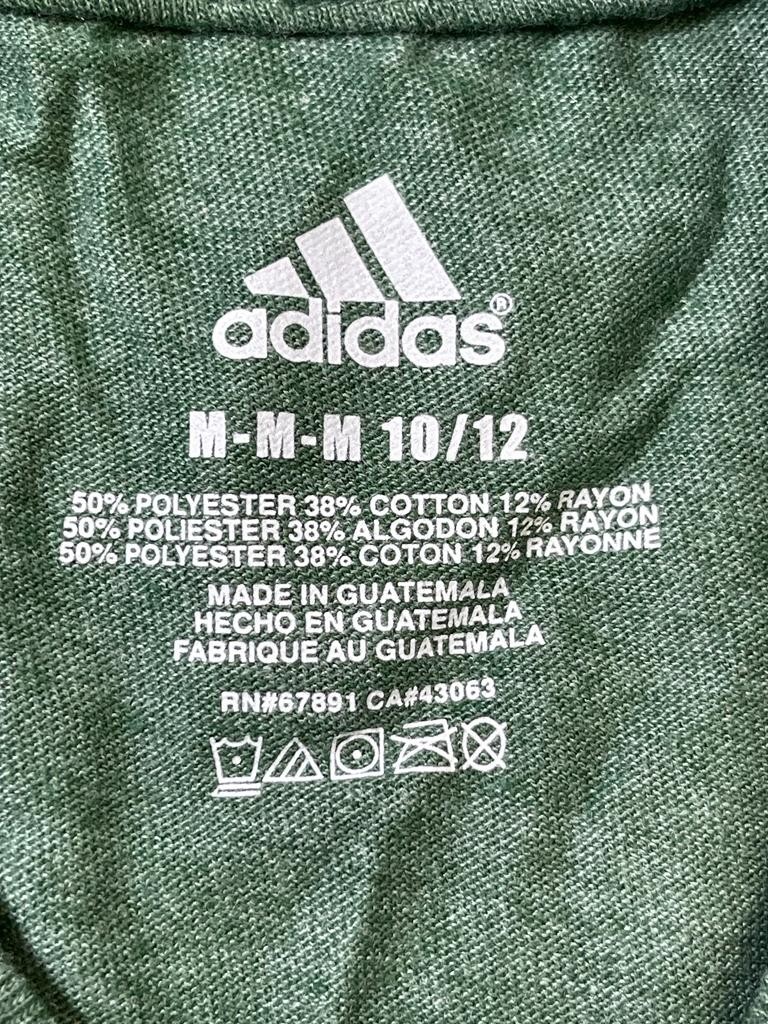 adidas®
M-M-M 10/12
50% POLYESTER 38% COTTON 12% RAYON
50% POLIESTER 38% ALGODON 12% RAYON
50% POLYESTER 38% COTON 12% RAYONNE
MADE IN GUATEMALA
HECHO EN GUATEMALA
FABRIQUE AU GUATEMALA
RN#67891 CA#43063